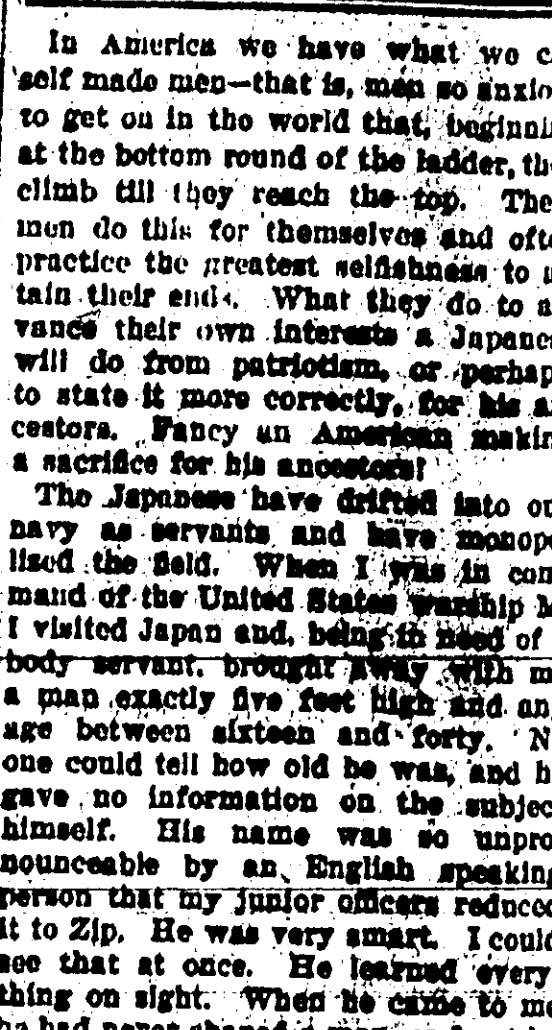 In America we have what we c
self made men—that is, men so anxio
to get on in the world that, beginni
at the bottom round of the ladder, th
climb till they reach the top. The
men do this for themselves and oft
practice the greatest selfishness to a
tain their ends. What they do to a
vance their own interests a Japane
will do from patriotism, or perhap
to state it more correctly, for his a
cestors. Fancy an American makin
a sacrifice for his ancestors!
The Japanese have drifted into ou
navy as servants and have monopo
lized the field. When I was in com
mand of the United States warship M
I visited Japan and, being in need of
body servant, brought away with m
a man exactly five feet high and an
age between sixteen and forty. N
one could tell how old he was, and h
gave no information on the subjec
himself. His name was so unpro
nounceable by an English speaking
person that my junior officers reduced
it to Zip. He was very smart. I could
see that at once. He learned every
thing on sight. When he came to me
he had never shaved a